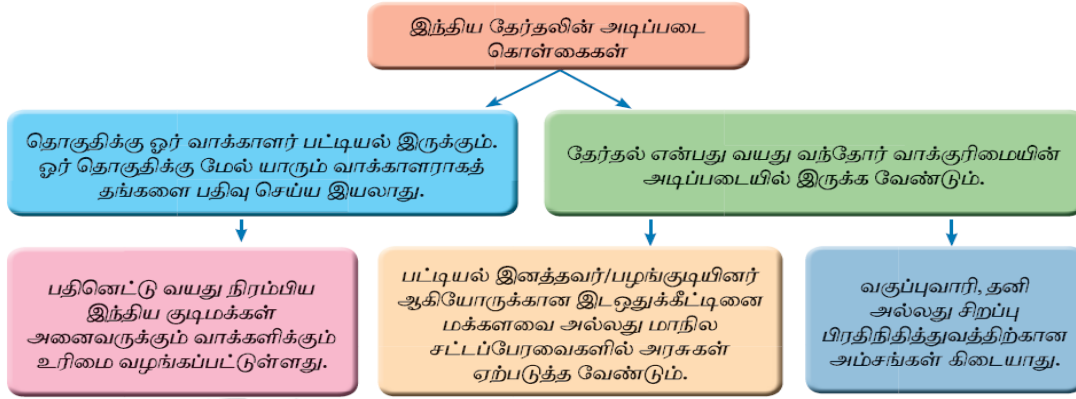 இந்திய தேர்தலின் அடிப்படை
கொள்கைகள்
தொகுதிக்கு ஓர் வாக்காளர் பட்டியல் இருக்கும்.
ஓர் தொகுதிக்கு மேல் யாரும் வாக்காளராகத்
தங்களை பதிவு செய்ய இயலாது.
தேர்தல் என்பது வயது வந்தோர் வாக்குரிமையின்
அடிப்படையில் இருக்க வேண்டும்.
பதினெட்டு வயது நிரம்பிய
இந்திய குடிமக்கள்
அனைவருக்கும் வாக்களிக்கும்
உரிமை வழங்கப்பட்டுள்ளது.
பட்டியல் இனத்தவர்/பழங்குடியினர்
ஆகியோருக்கான இடஒதுக்கீட்டினை
மக்களவை அல்லது மாநில
சட்டப்பேரவைகளில் அரசுகள்
ஏற்படுத்த வேண்டும்.
வகுப்புவாரி, தனி
அல்லது சிறப்பு
பிரதிநிதித்துவத்திற்கான
அம்சங்கள் கிடையாது.